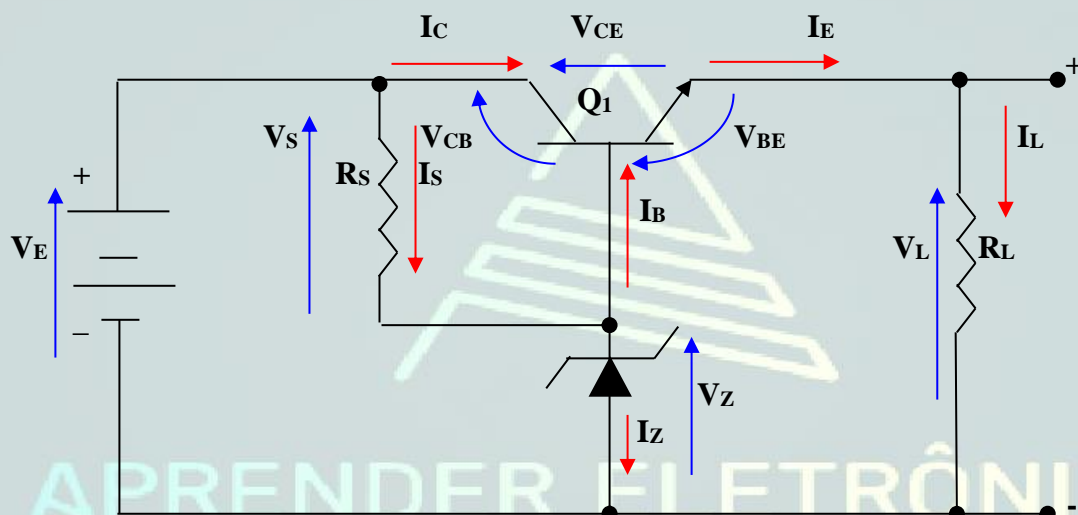 IC VCE IE
+
Q1
VS VCB VBE IL
RS IS
+
IB
VE VL RL
–
VZ
IZ
APRENDER ELETRÔNI
-